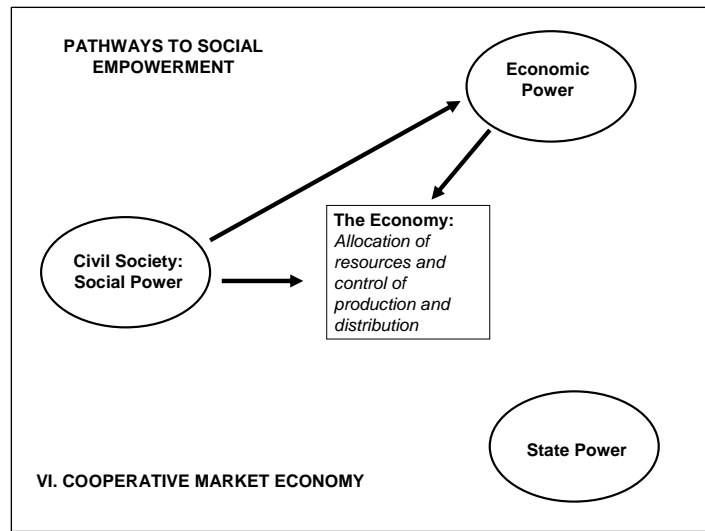 PATHWAYS TO SOCIAL
EMPOWERMENT
Economic
Power
The Economy:
Allocation of
resources and
control of
production and
distribution
Civil Society:
Social Power
State Power
VI. COOPERATIVE MARKET ECONOMY